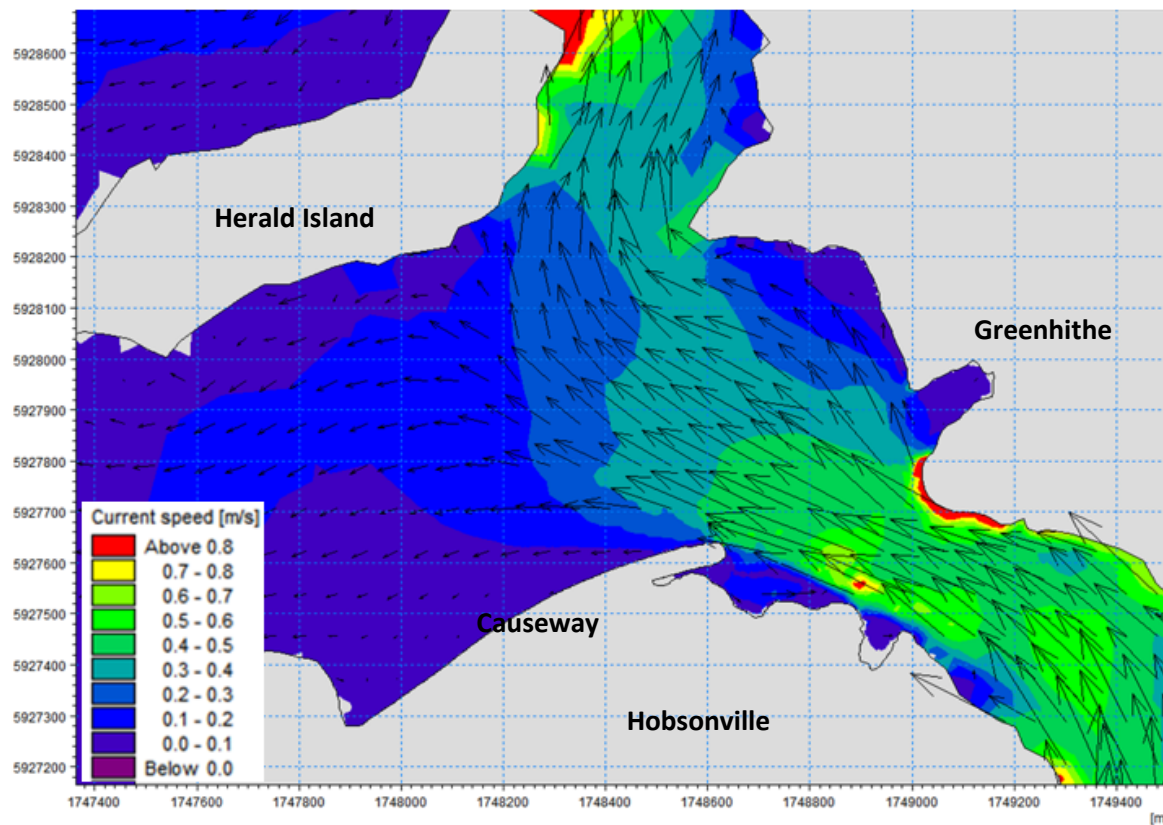 5928600
5928500
5928400
5928300
5928200
5928100
5928000
5927900
5927800
5927700
5927600
5927500
5927400
5927300
5927200
Herald Island
Greenhithe
Causeway
Hobsonville
Current speed [m/s]
Above 0.8
0.7 - 0.8
0.6 - 0.7
0.5 - 0.6
0.4 - 0.5
0.3 - 0.4
0.2 - 0.3
0.1 - 0.2
0.0 - 0.1
Below 0.0
1747400 1747600 1747800 1748000 1748200 1748400 1748600 1748800 1749000 1749200 1749400
[m